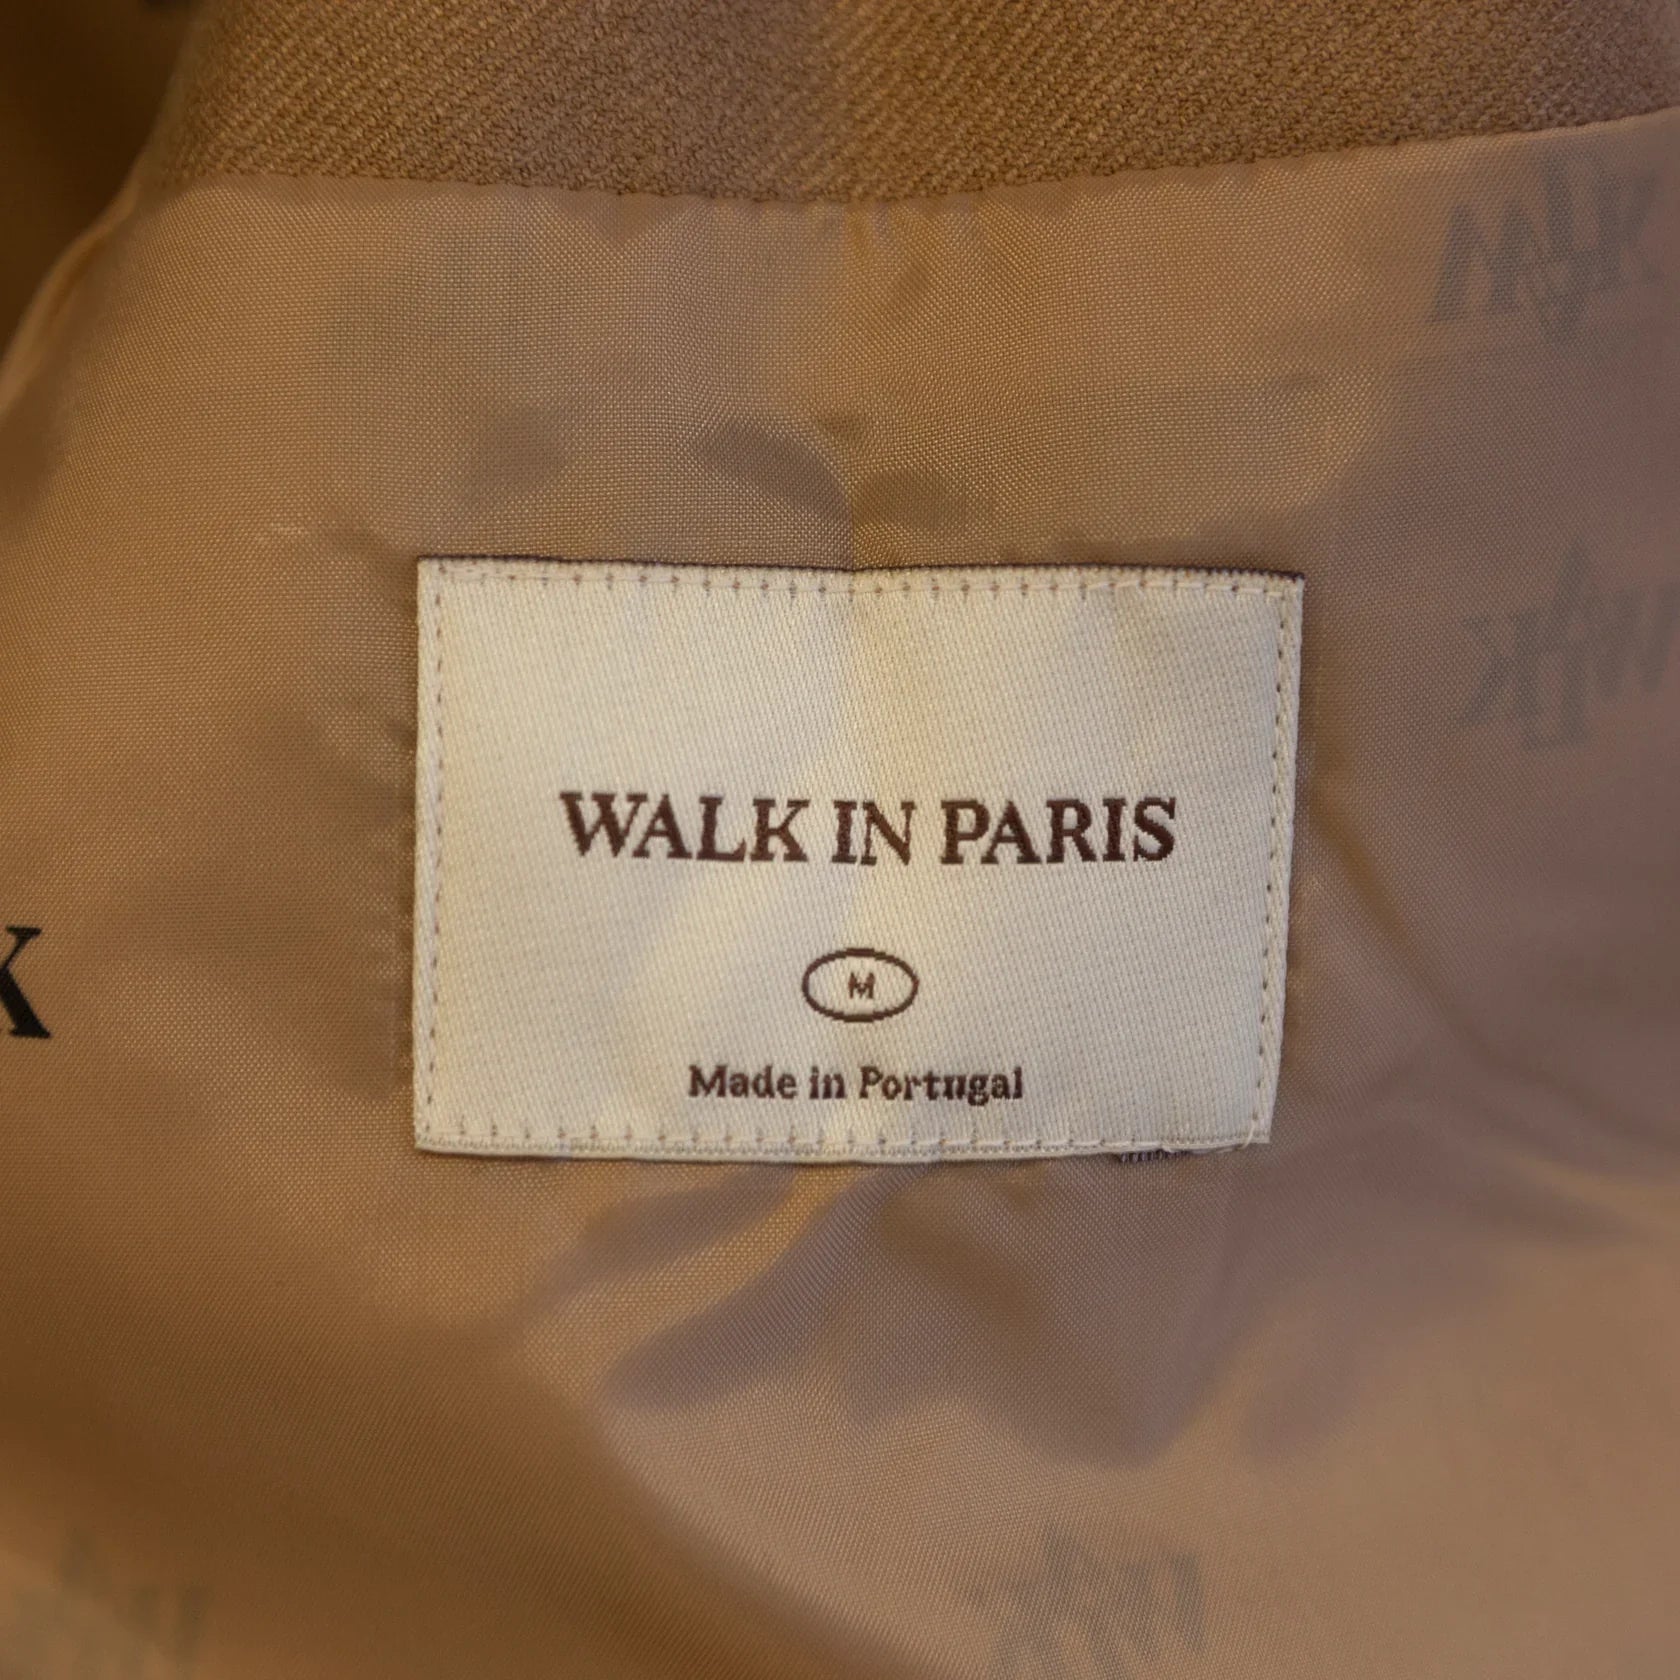 WALK IN PARIS
M
Made in Portugal
K